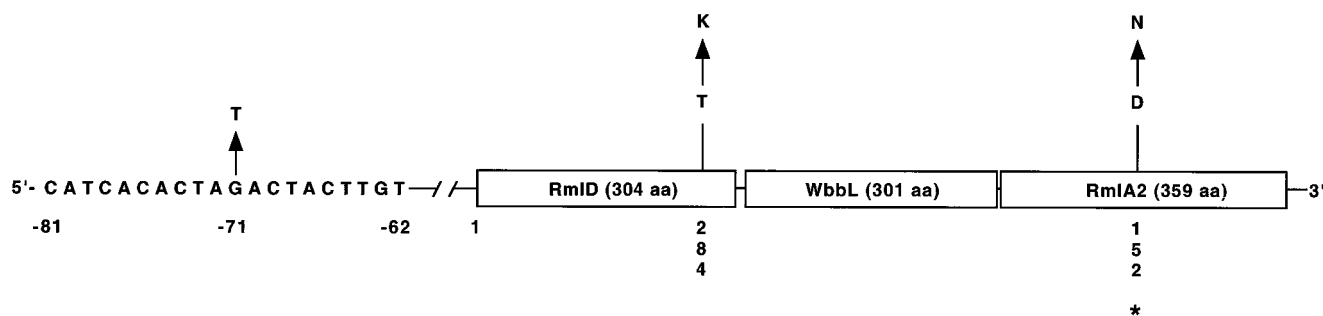 K N
T D
T
5'- C A T C A C A C T A G A C T A C T T G T RmlD (304 aa) WbbL (301 aa) RmlA2 (359 aa) 3'
-81 -71 -62 1 2 1
8 5
4 2
*